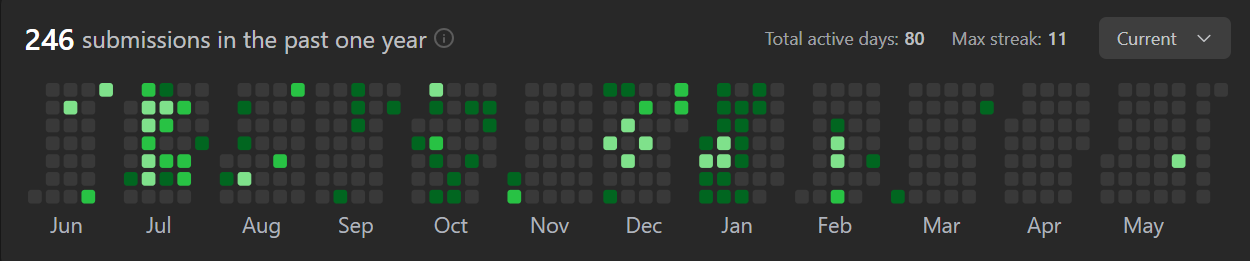 246 submissions in the past one year
Total active days: 80 Max streak: 11 Current
Jun Jul Aug Sep Oct Nov Dec Jan Feb Mar Apr May